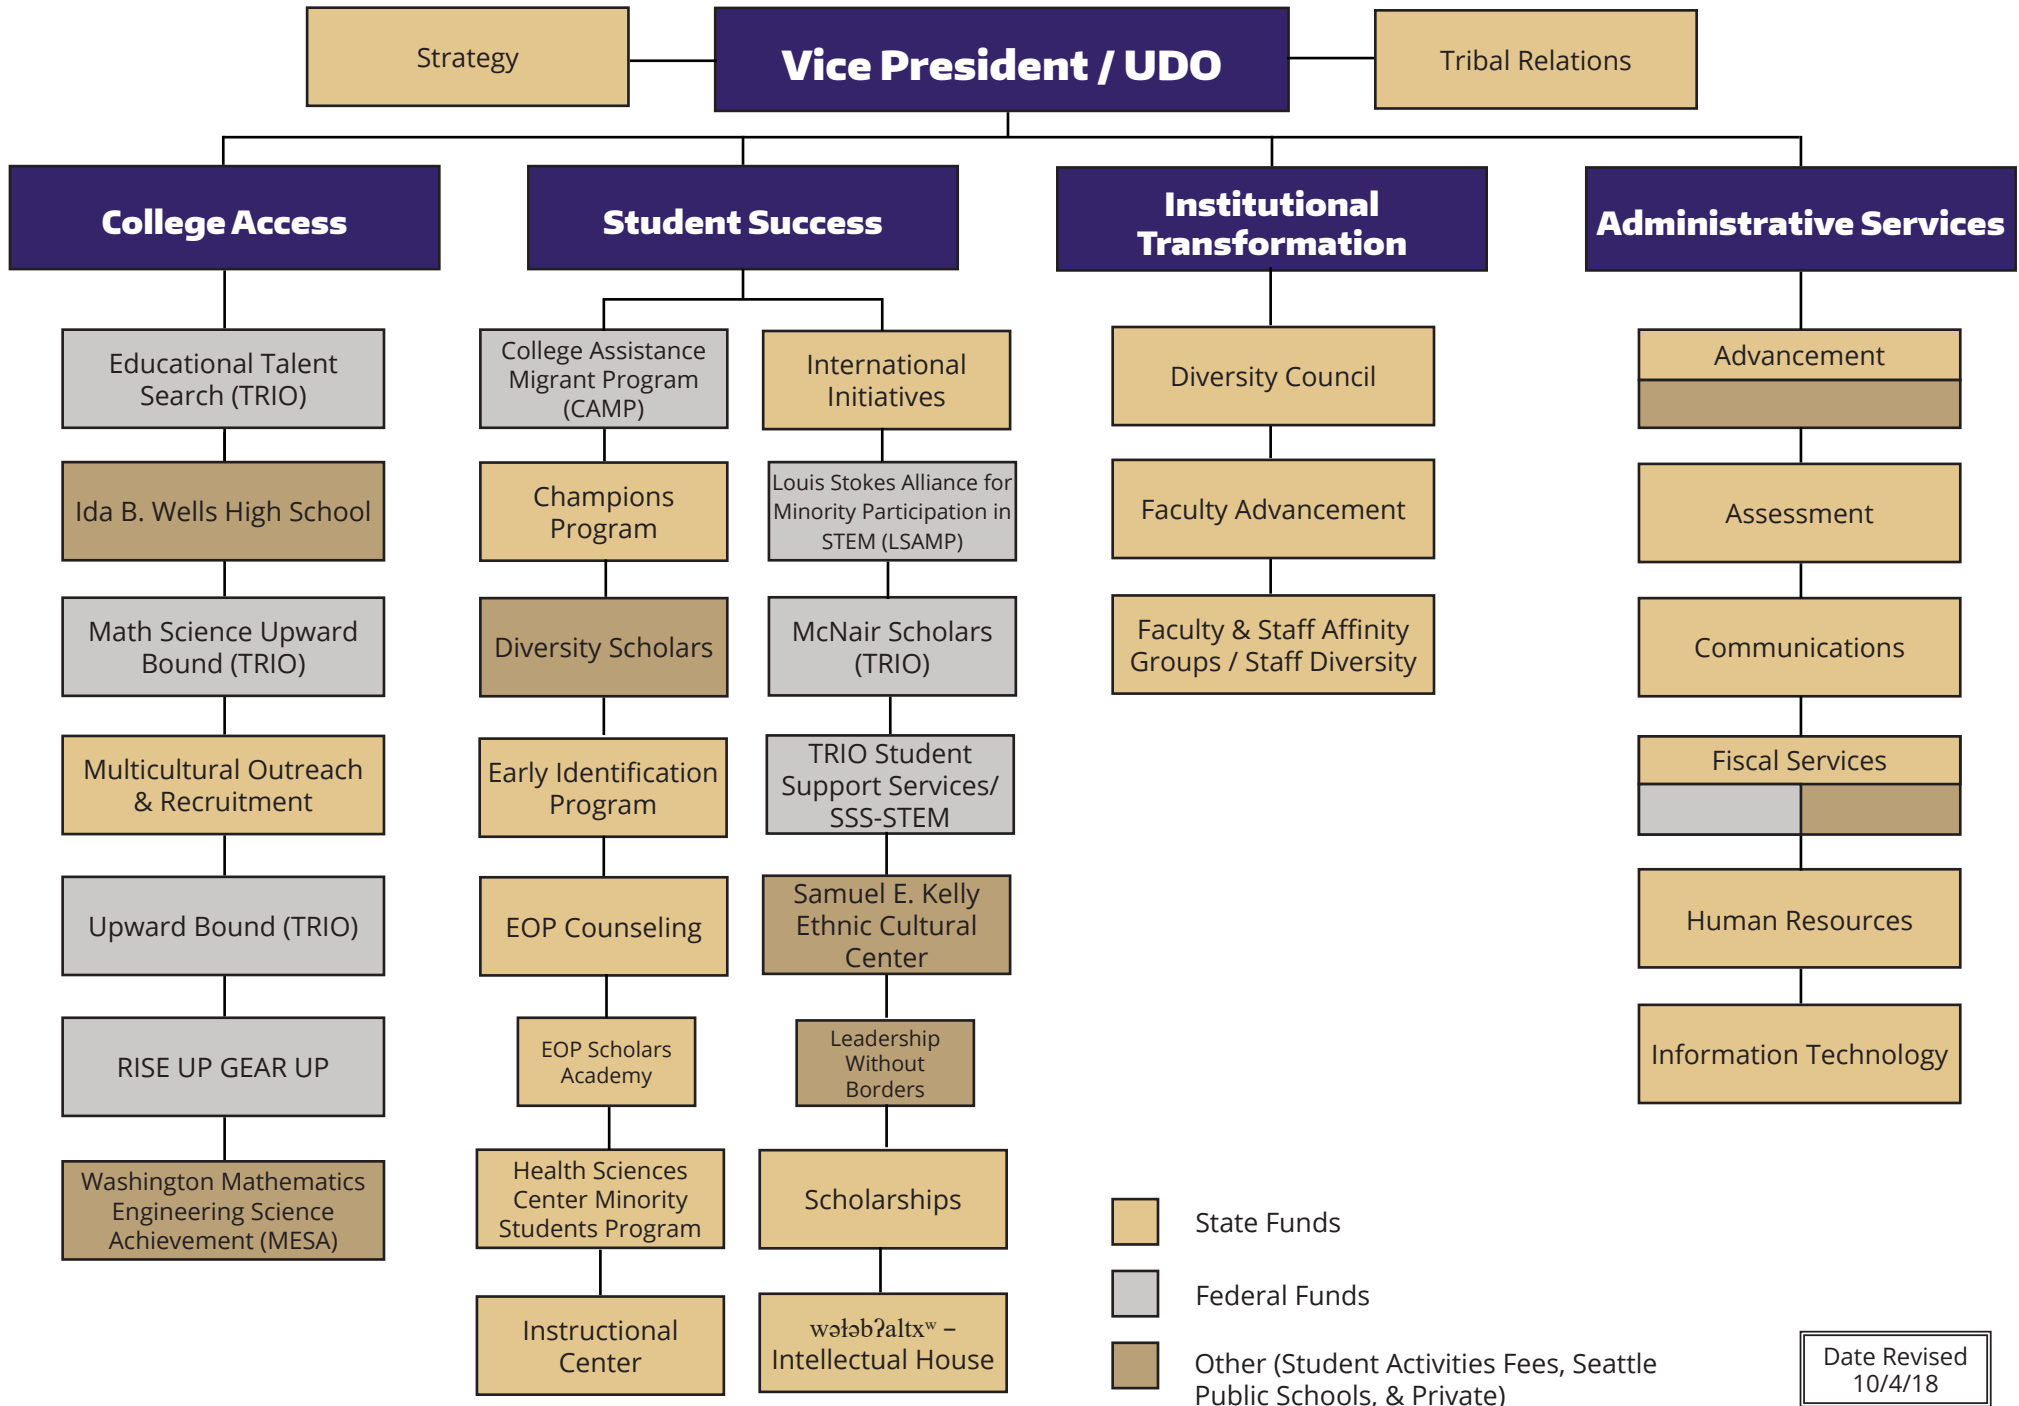 Strategy
Vice President / UDO
Tribal Relations
College Access
Student Success
Institutional
Transformation
Administrative Services
Educational Talent
Search (TRIO)
Ida B. Wells High School
Math Science Upward
Bound (TRIO)
Multicultural Outreach
& Recruitment
Upward Bound (TRIO)
RISE UP GEAR UP
Washington Mathematics
Engineering Science
Achievement (MESA)
College Assistance
Migrant Program
(CAMP)
Champions
Program
Diversity Scholars
Early Identification
Program
EOP Counseling
EOP Scholars
Academy
Health Sciences
Center Minority
Students Program
Instructional
Center
International
Initiatives
Louis Stokes Alliance for
Minority Participation in
STEM (LSAMP)
McNair Scholars
(TRIO)
TRIO Student
Support Services/
SSS-STEM
Samuel E. Kelly
Ethnic Cultural
Center
Leadership
Without
Borders
Scholarships
wəɫəbʔaltxʷ –
Intellectual House
Diversity Council
Faculty Advancement
Faculty & Staff Affinity
Groups / Staff Diversity
Advancement
Assessment
Communications
Fiscal Services
Human Resources
Information Technology
State Funds
Federal Funds
Other (Student Activities Fees, Seattle
Public Schools, & Private)
Date Revised
10/4/18